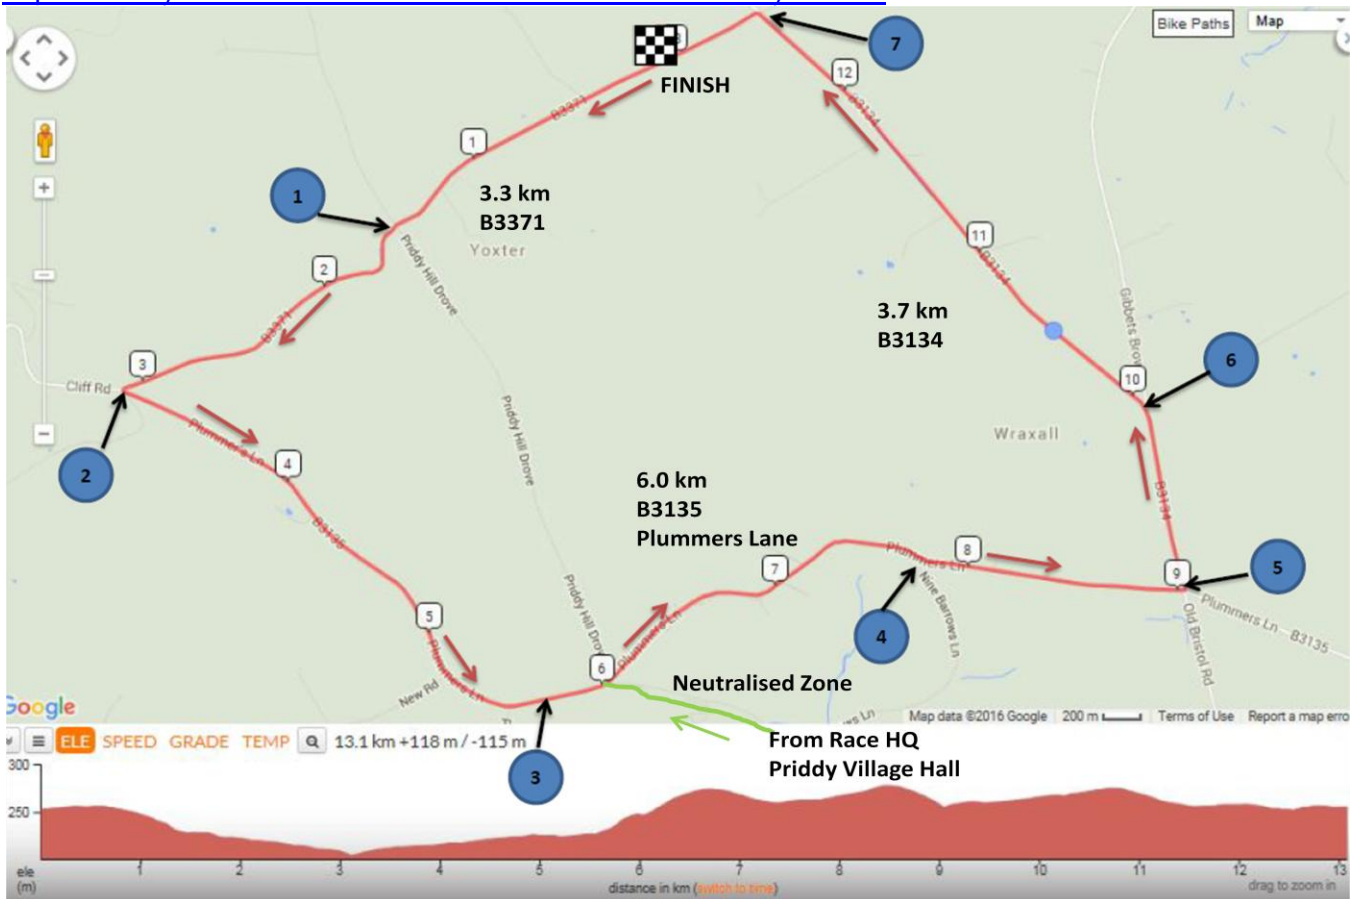 Bike Paths
Map
7
12
FINISH
B3134
B3371
1
1
3.3 km
B3371
Priddy Hill Drove
Yoxter
11
B3134
2
B3371
3.7 km
B3134
Gibbets Brow
3
Cliff Rd
10
6
Priddy Hill Drove
Plummers Ln
Wraxall
2
4
6.0 km
B3135
Plummers Lane
B3134
B3135
8
Plummers Ln
7
9
5
4
Nine Barrows Ln
Priddy Hill Drove
Plummers Ln
B3135
Old Bristol Rd
5
Plummers Ln
6
Plummers Ln
New Rd
Neutralised Zone
Google
Map data ©2016 Google
200 m
Terms of Use
Report a map erro
ELE SPEED GRADE TEMP 13.1 km +118 m / -115 m
From Race HQ
Priddy Village Hall
3
300
250
ele
(m)
1 2 3 4 5 6 7 8 9 10 11 12 13
distance in km (switch to time)
drag to zoom in